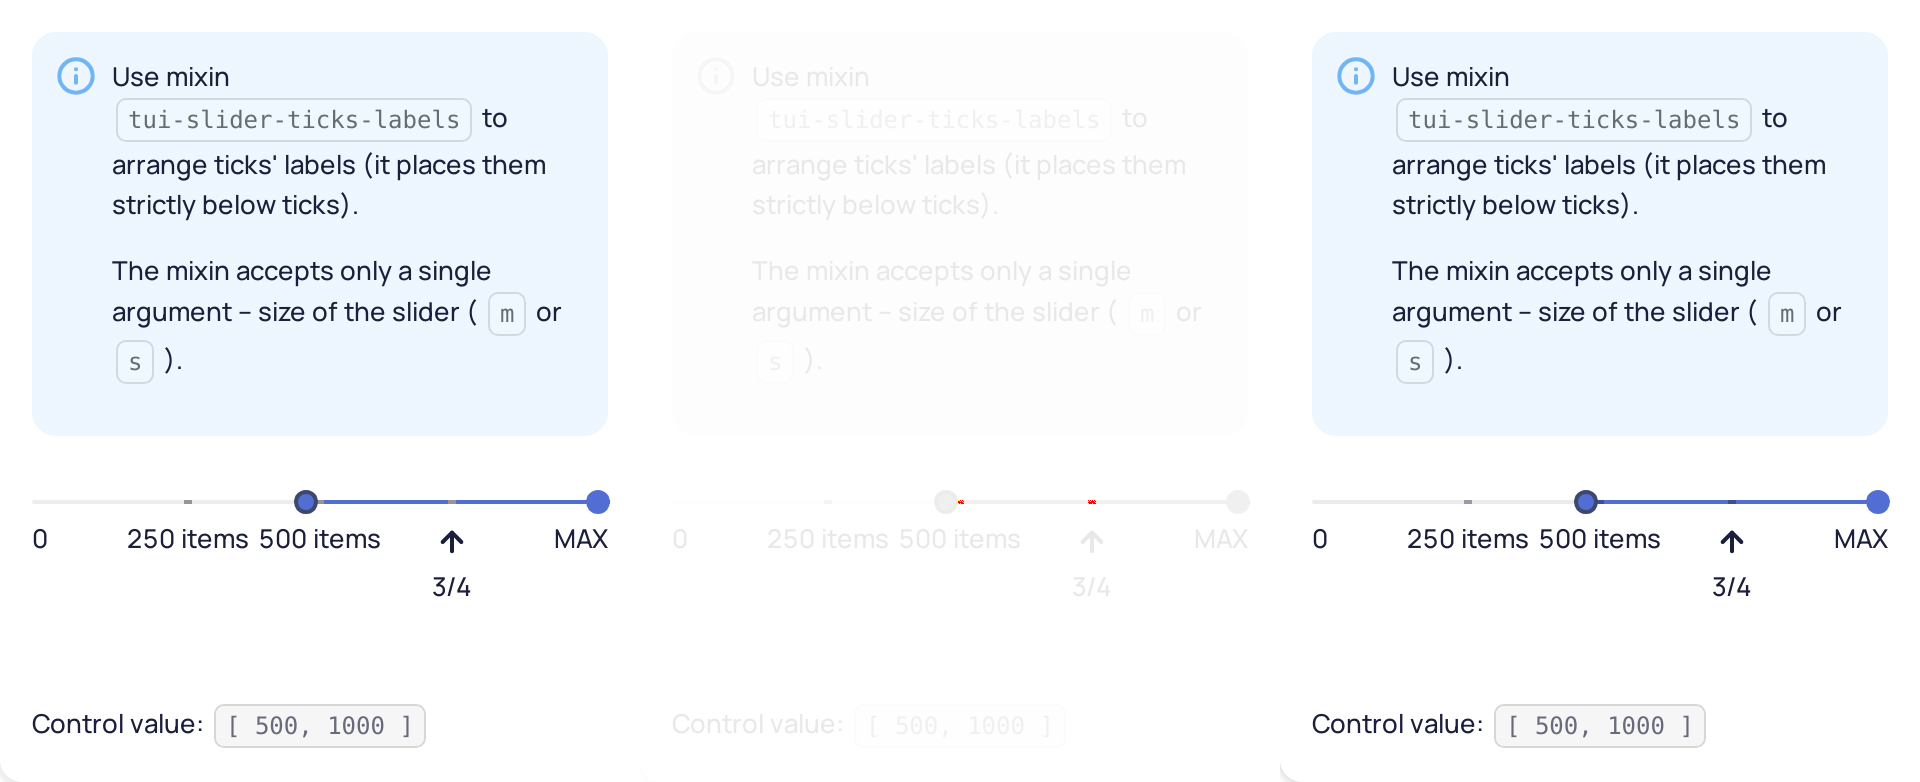 Use mixin
tui-slider-ticks-labels to
arrange ticks' labels (it places them
strictly below ticks).
The mixin accepts only a single
argument – size of the slider ( m or
s ).
0 250 items 500 items MAX
3/4
Control value: [ 500, 1000 ]
Use mixin
tui-slider-ticks-labels to
arrange ticks' labels (it places them
strictly below ticks).
The mixin accepts only a single
argument – size of the slider ( m or
s ).
0 250 items 500 items MAX
3/4
Control value: [ 500, 1000 ]
Use mixin
tui-slider-ticks-labels to
arrange ticks' labels (it places them
strictly below ticks).
The mixin accepts only a single
argument – size of the slider ( m or
s ).
0 250 items 500 items MAX
3/4
Control value: [ 500, 1000 ]